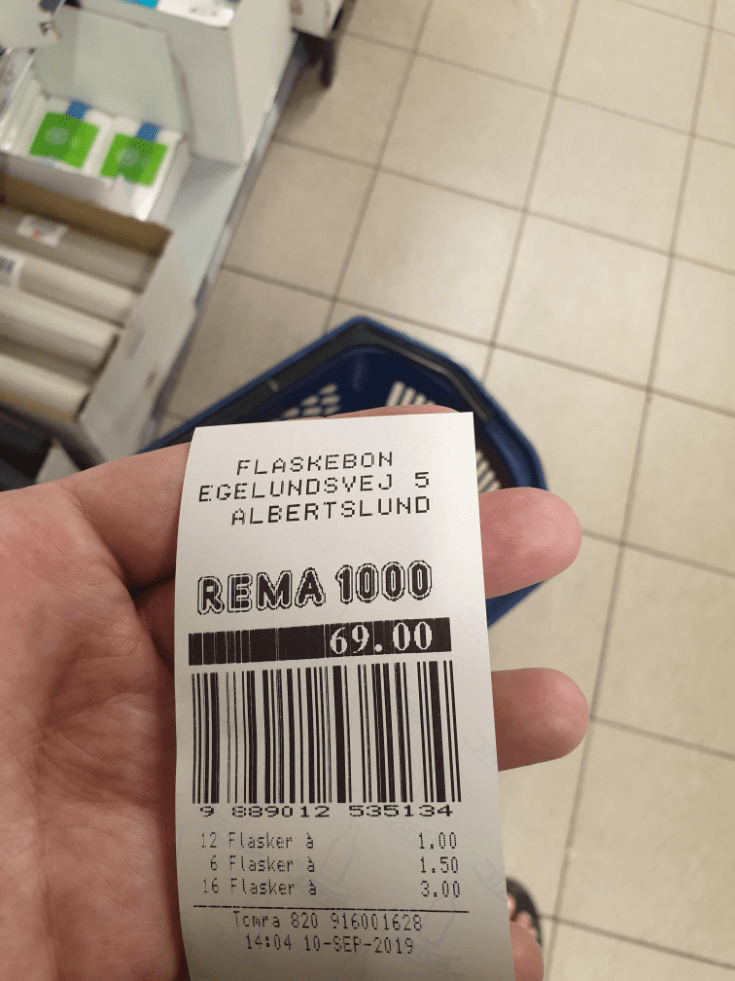 FLASKEBON
EGELUNDSVEJ 5
ALBERTSLUND
REMA 1000
69.00
9 889012 535134
12 Flasker à 1.00
6 Flasker à 1.50
16 Flasker à 3.00
Tomra 820 916001628
14:04 10-SEP-2019